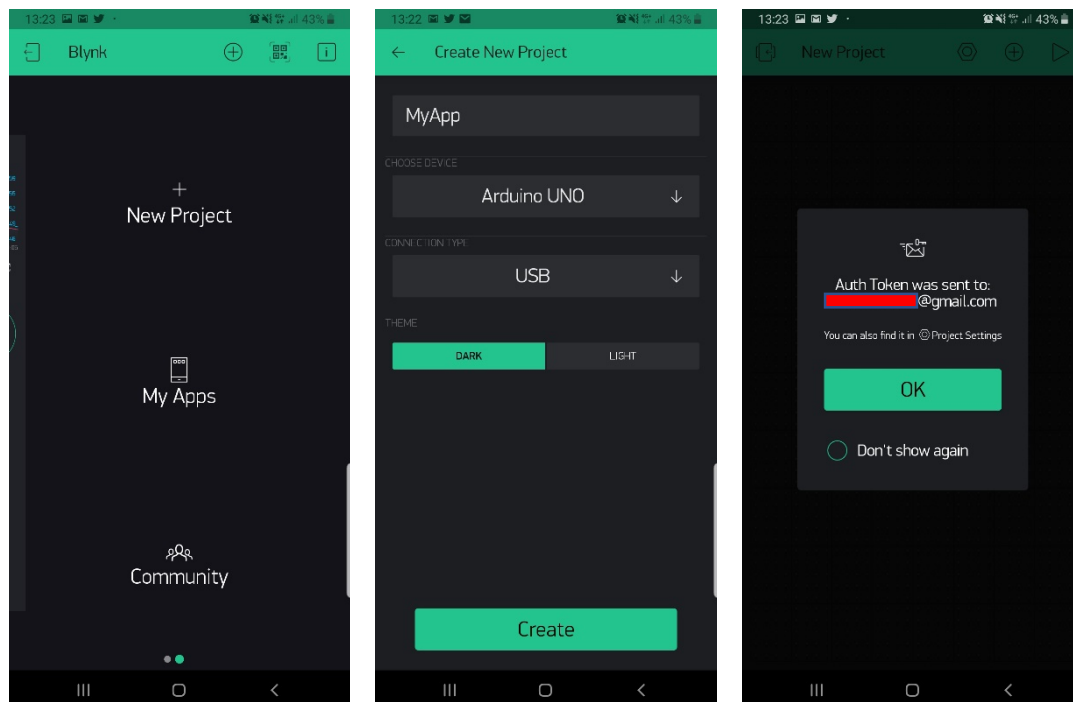 13:23
43%
Blynk
New Project
My Apps
Community
13:22
43%
Create New Project
MyApp
CHOOSE DEVICE
Arduino UNO
CONNECTION TYPE
USB
THEME
DARK
LIGHT
Create
13:23
43%
New Project
Auth Token was sent to:
@gmail.com
You can also find it in Project Settings
OK
Don't show again